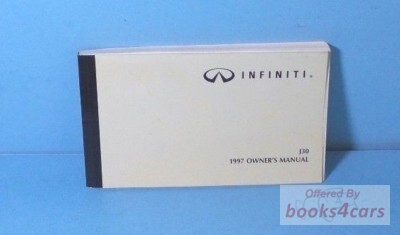 INFINITI®
J30
1997 OWNER'S MANUAL
Offered By
books4cars